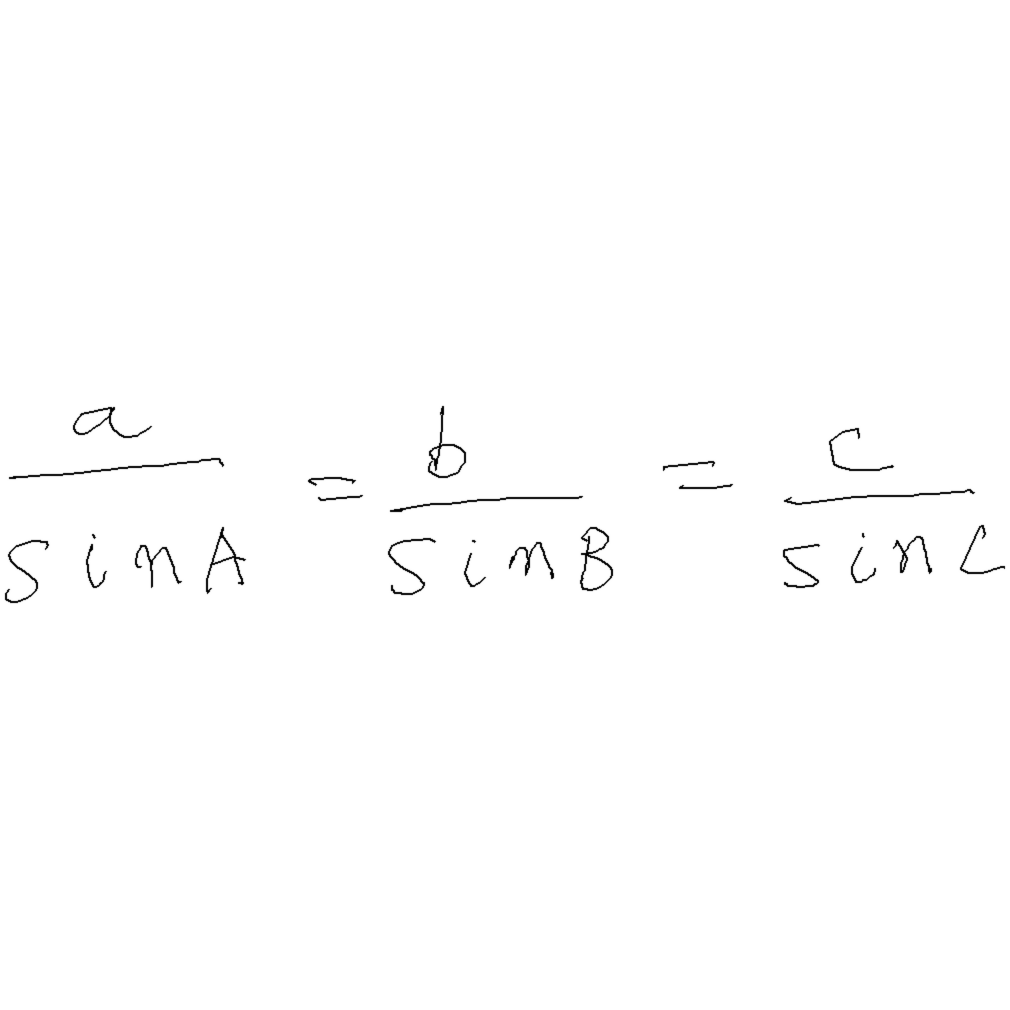 a/sinA = b/sinB = c/sinC